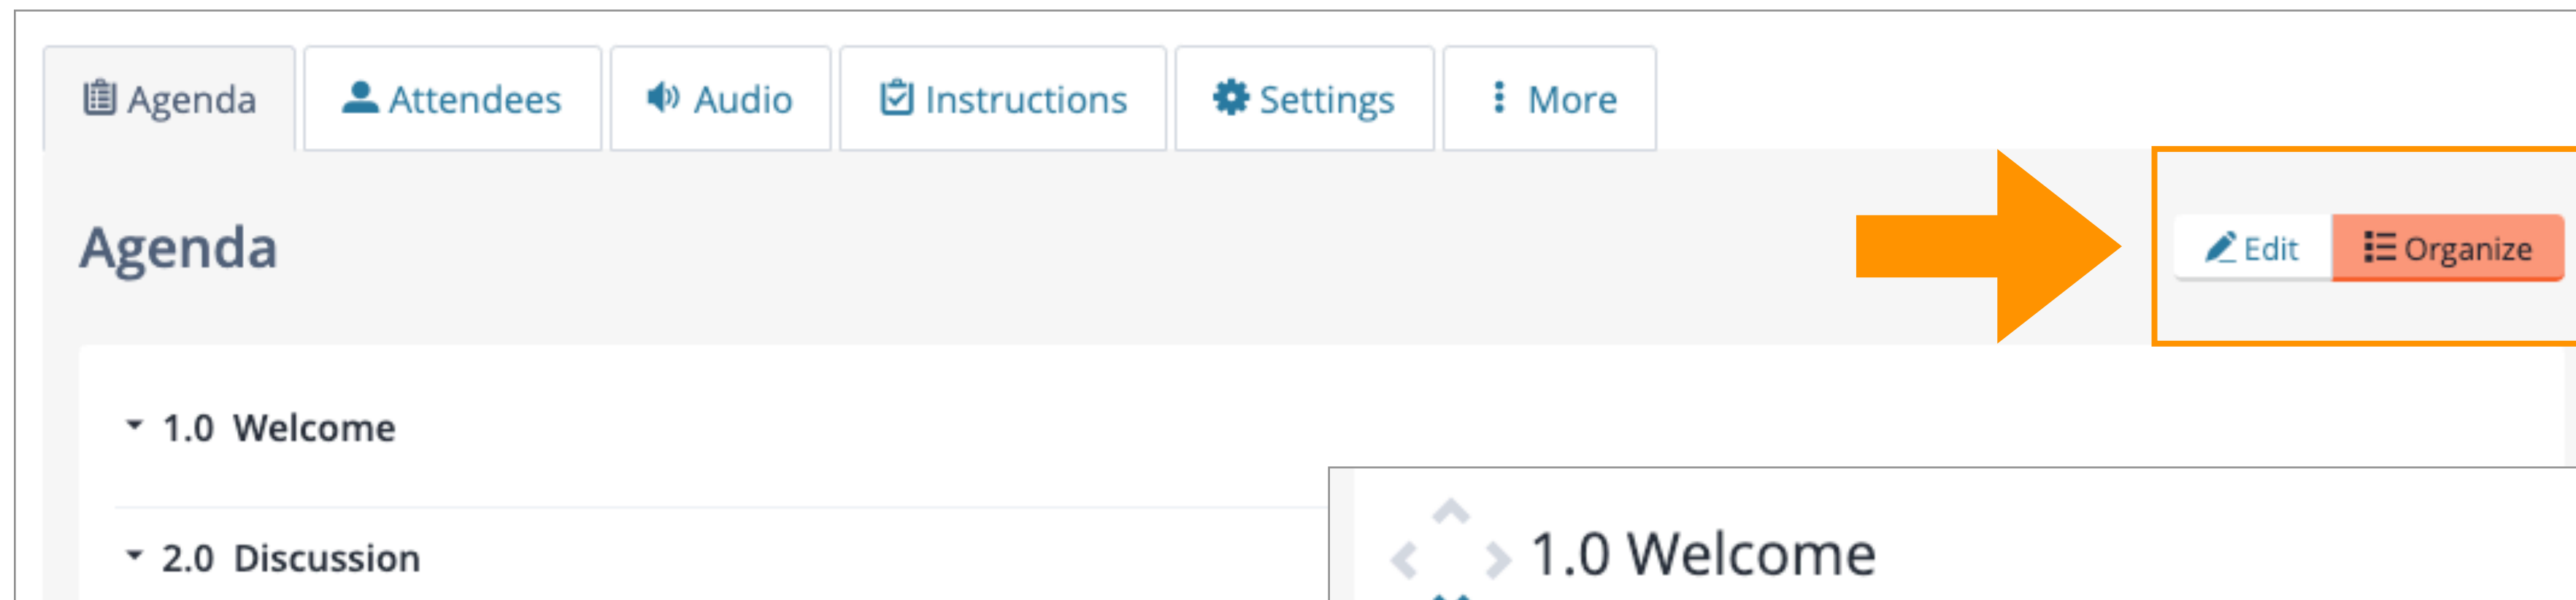 Agenda Attendees Audio Instructions Settings More
Agenda
Edit Organize
1.0 Welcome
2.0 Discussion
1.0 Welcome